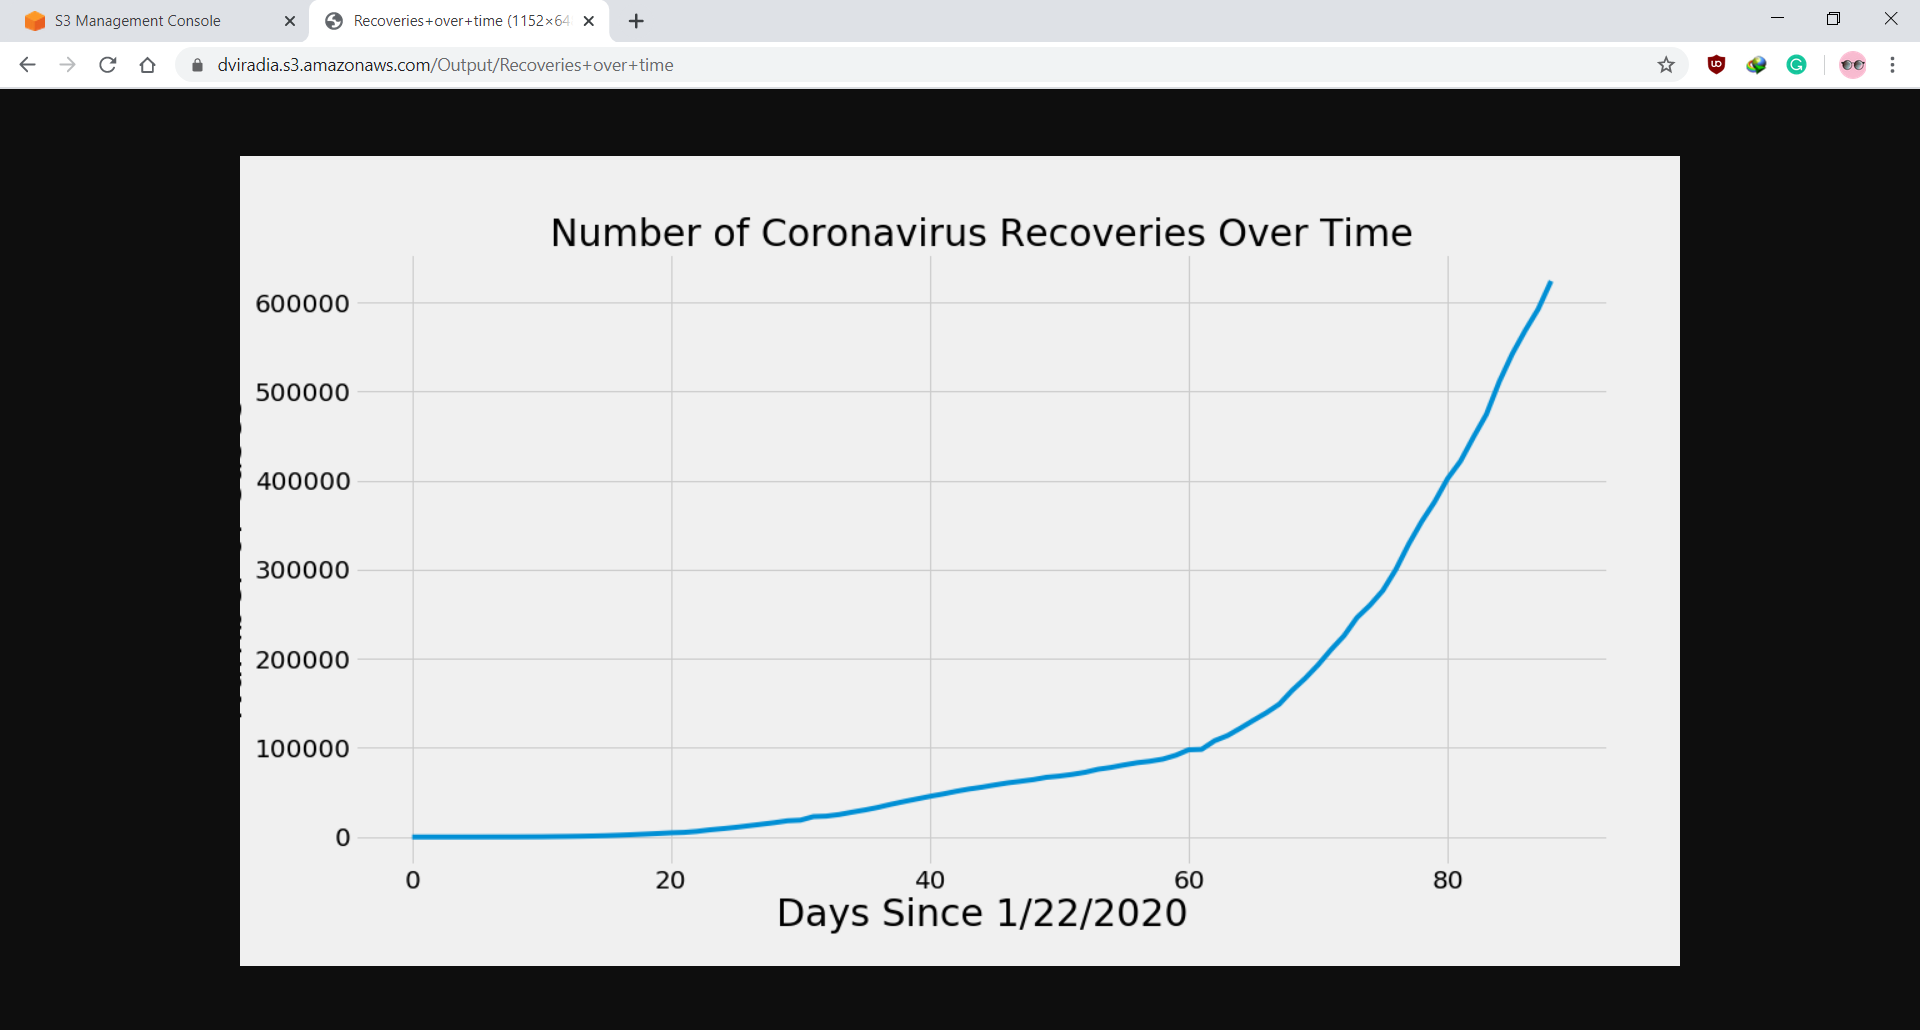 S3 Management Console
Recoveries+over+time (1152×64
dviradia.s3.amazonaws.com/Output/Recoveries+over+time
Number of Coronavirus Recoveries Over Time
600000
500000
400000
300000
200000
100000
0
0 20 40 60 80
Days Since 1/22/2020